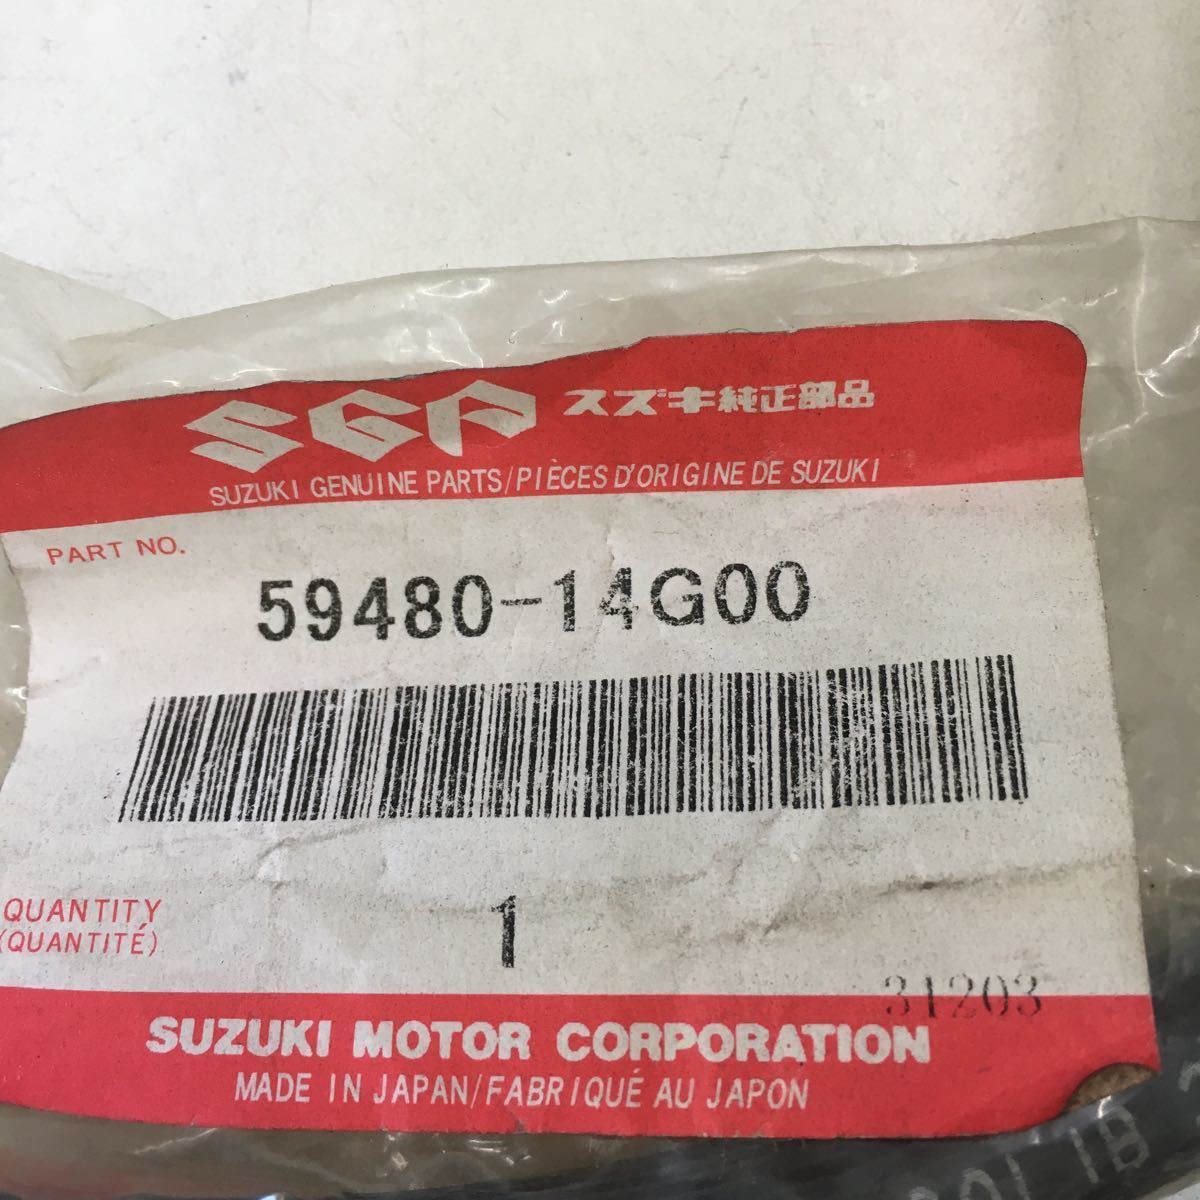 SGP スズキ純正部品
SUZUKI GENUINE PARTS/PIÈCES D'ORIGINE DE SUZUKI
PART NO.
59480-14G00
QUANTITY 1
(QUANTITÉ)
31203
SUZUKI MOTOR CORPORATION
MADE IN JAPAN/FABRIQUÉ AU JAPON